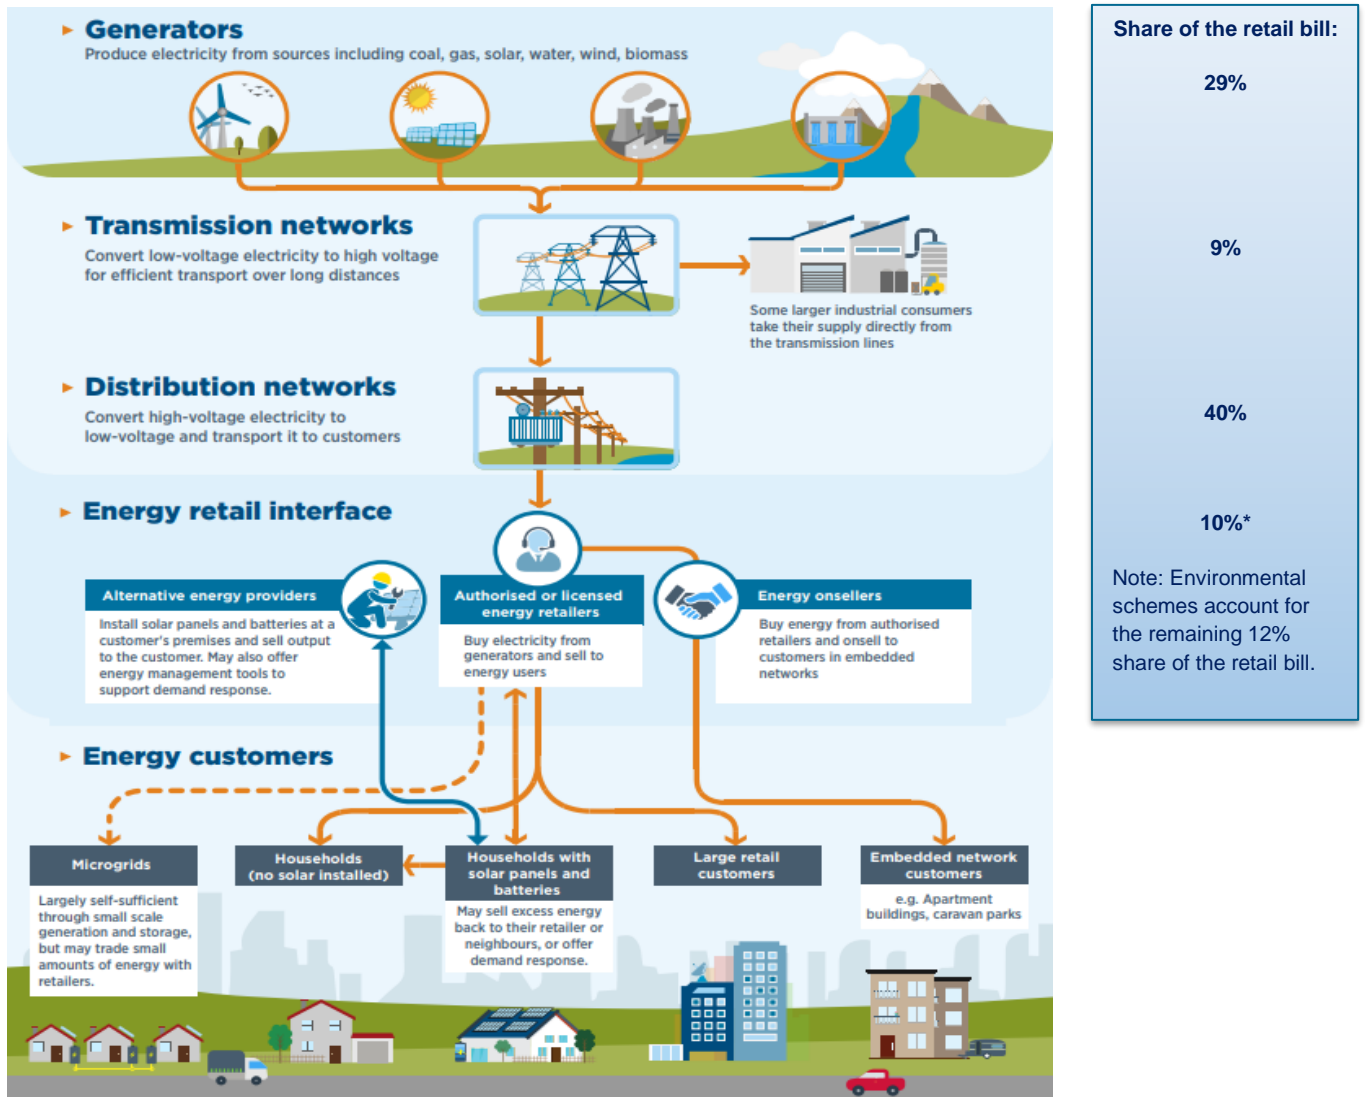 Generators
Produce electricity from sources including coal, gas, solar, water, wind, biomass
Transmission networks
Convert low-voltage electricity to high voltage
for efficient transport over long distances
Some larger industrial consumers
take their supply directly from
the transmission lines
Distribution networks
Convert high-voltage electricity to
low-voltage and transport it to customers
Energy retail interface
Alternative energy providers
Install solar panels and batteries at a
customer's premises and sell output
to the customer. May also offer
energy management tools to
support demand response.
Authorised or licensed
energy retailers
Buy electricity from
generators and sell to
energy users
Energy onsellers
Buy energy from authorised
retailers and onsell to
customers in embedded
networks
Energy customers
Microgrids
Largely self-sufficient
through small scale
generation and storage,
but may trade small
amounts of energy with
retailers.
Households
(no solar installed)
Households with
solar panels and
batteries
May sell excess energy
back to their retailer or
neighbours, or offer
demand response.
Large retail
customers
Embedded network
customers
e.g. Apartment
buildings, caravan parks
Share of the retail bill:
29%
9%
40%
10%*
Note: Environmental
schemes account for
the remaining 12%
share of the retail bill.